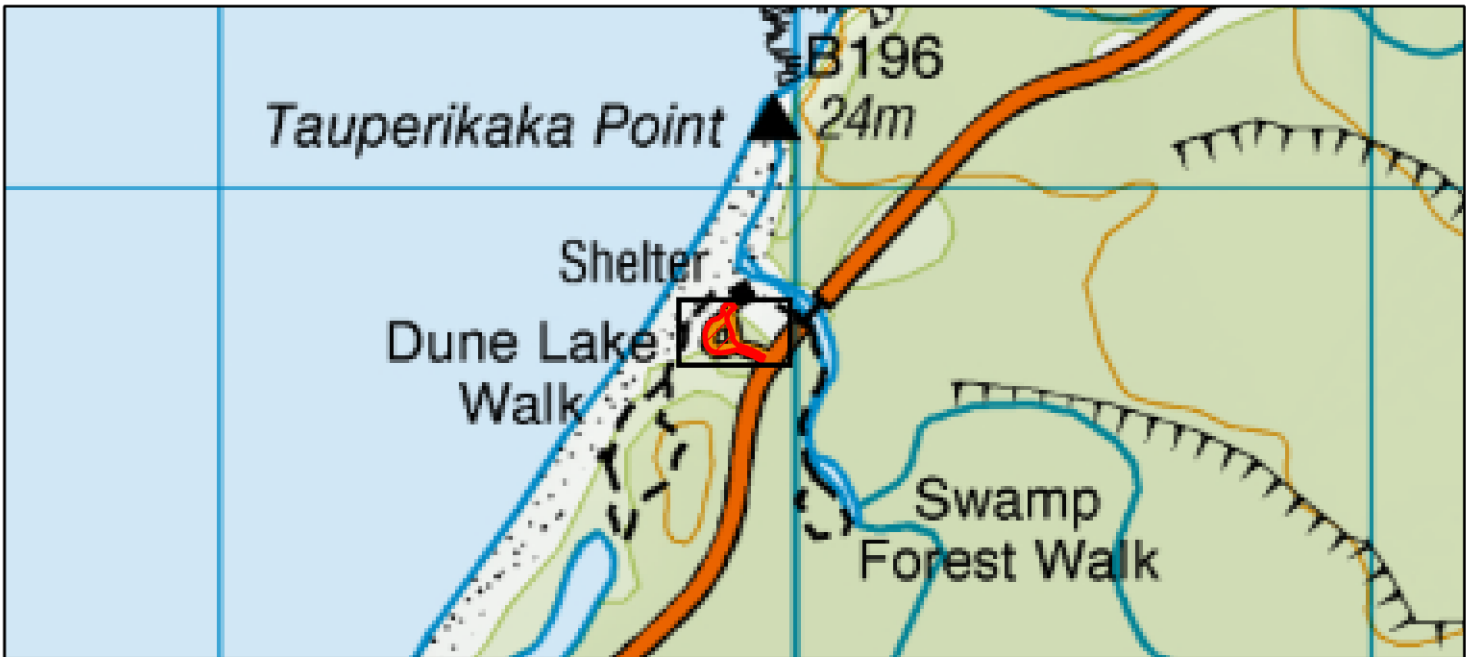 B196
Tauperikaka Point
24m
Shelter
Dune Lake
Walk
Swamp
Forest Walk